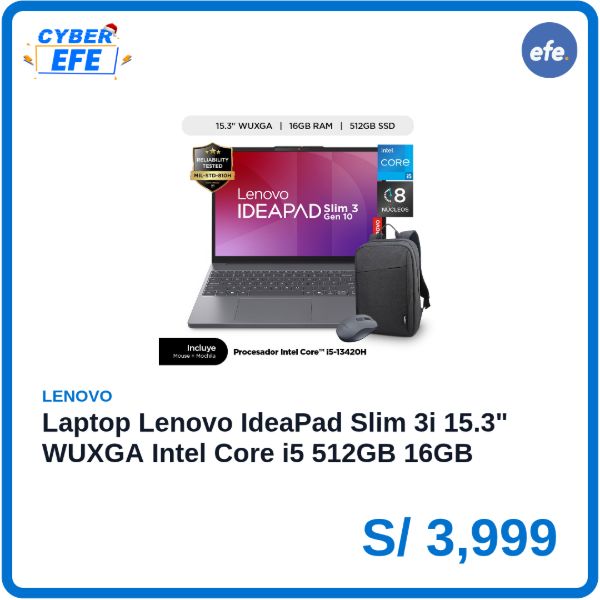 CYBER
EFE
efe.
15.3" WUXGA | 16GB RAM | 512GB SSD
RELIABILITY
TESTED
MIL-STD-810H
intel
CORE
i5
8
NÚCLEOS
Lenovo
IDEAPAD Slim 3
Gen 10
Incluye
Mouse + Mochila
Procesador Intel Core™ i5-13420H
LENOVO
Laptop Lenovo IdeaPad Slim 3i 15.3"
WUXGA Intel Core i5 512GB 16GB
S/ 3,999